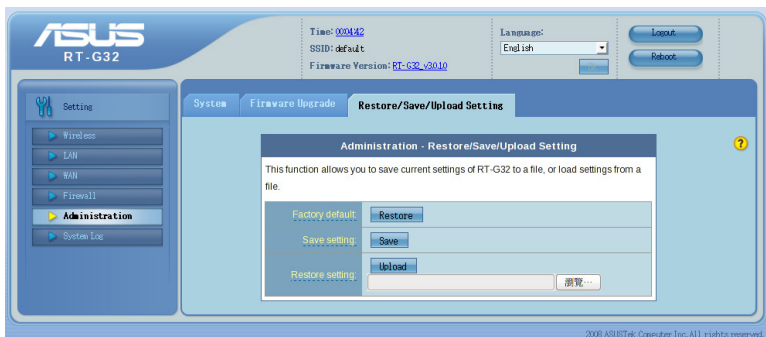 ASUS
RT-G32
Time: 00:04:42
SSID: default
Firmware Version: RT-G32_v3.0.1.0
Language:
English
Logout
Reboot
Setting
Wireless
LAN
WAN
Firewall
Administration
System Log
System
Firmware Upgrade
Restore/Save/Upload Setting
Administration - Restore/Save/Upload Setting
?
This function allows you to save current settings of RT-G32 to a file, or load settings from a
file.
Factory default:
Restore
Save setting:
Save
Restore setting:
Upload
瀏覽…
2008 ASUSTek Computer Inc. All rights reserved.